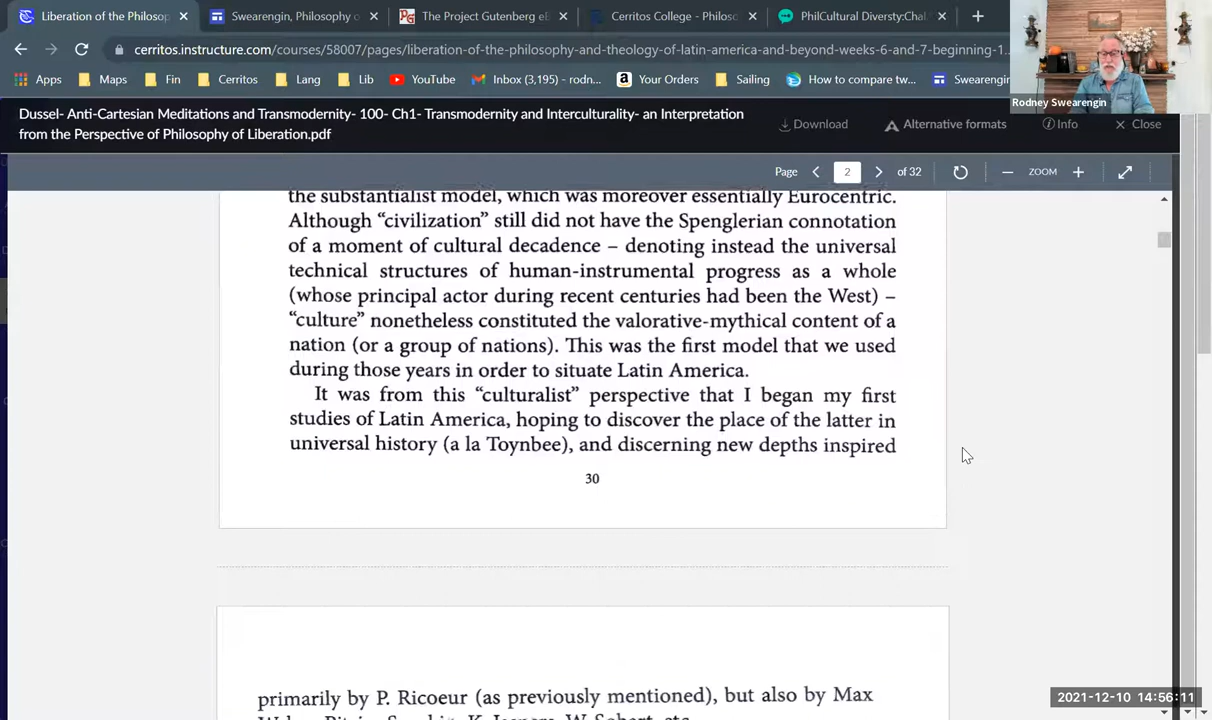 Liberation of the Philosop
Swearengin, Philosophy o
The Project Gutenberg eB
Cerritos College - Philoso
PhilCultural Diversty:Chal
cerritos.instructure.com/courses/58007/pages/liberation-of-the-philosophy-and-theology-of-latin-america-and-beyond-weeks-6-and-7-beginning-1...
Apps Maps Fin Cerritos Lang Lib YouTube Inbox (3,195) - rodn... Your Orders Sailing How to compare tw... Swearengin
Rodney Swearengin
Dussel- Anti-Cartesian Meditations and Transmodernity- 100- Ch1- Transmodernity and Interculturality- an Interpretation
from the Perspective of Philosophy of Liberation.pdf
Download Alternative formats Info Close
Page 2 of 32 ZOOM
the substantialist model, which was moreover essentially Eurocentric.
Although “civilization” still did not have the Spenglerian connotation
of a moment of cultural decadence – denoting instead the universal
technical structures of human-instrumental progress as a whole
(whose principal actor during recent centuries had been the West) –
“culture” nonetheless constituted the valorative-mythical content of a
nation (or a group of nations). This was the first model that we used
during those years in order to situate Latin America.
It was from this “culturalist” perspective that I began my first
studies of Latin America, hoping to discover the place of the latter in
universal history (a la Toynbee), and discerning new depths inspired
30
primarily by P. Ricoeur (as previously mentioned), but also by Max
2021-12-10 14:56:11